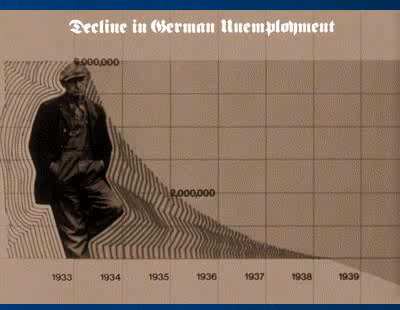 Decline in German Unemployment
6,000,000
2,000,000
1933 1934 1935 1936 1937 1938 1939